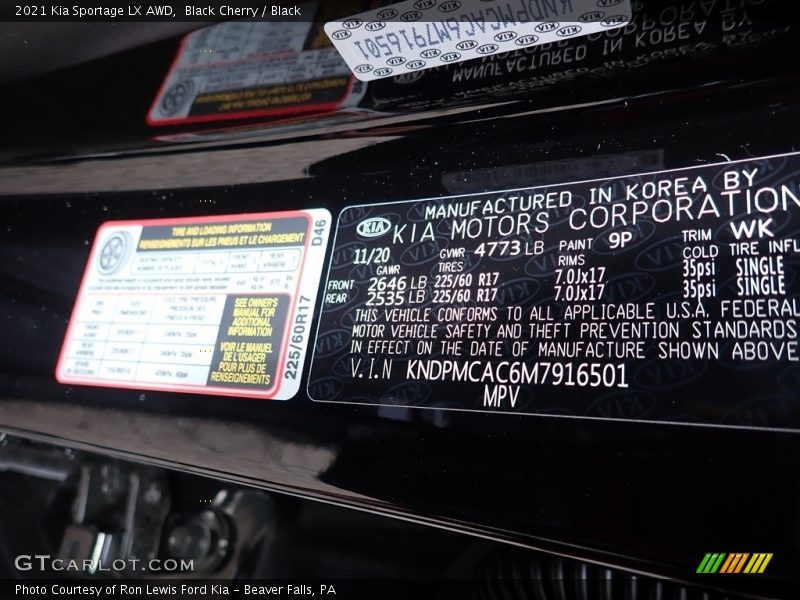 2021 Kia Sportage LX AWD, Black Cherry / Black
KNDPMCAC6M7916501
MANUFACTURED IN KOREA BY
TIRE AND LOADING INFORMATION
RENSEIGNEMENTS SUR LES PNEUS ET LE CHARGEMENT
D46
SEE OWNER'S
MANUAL FOR
ADDITIONAL
INFORMATION
VOIR LE MANUEL
DE L'USAGER
POUR PLUS DE
RENSEIGNEMENTS
225/60R17
MANUFACTURED IN KOREA BY
KIA KIA MOTORS CORPORATION
11/20 GVWR 4773 LB PAINT 9P TRIM WK
GAWR TIRES RIMS COLD TIRE INFL
FRONT 2646 LB 225/60 R17 7.0Jx17 35psi SINGLE
REAR 2535 LB 225/60 R17 7.0Jx17 35psi SINGLE
THIS VEHICLE CONFORMS TO ALL APPLICABLE U.S.A. FEDERAL
MOTOR VEHICLE SAFETY AND THEFT PREVENTION STANDARDS
IN EFFECT ON THE DATE OF MANUFACTURE SHOWN ABOVE
V.I.N KNDPMCAC6M7916501
MPV
GTCARLOT.COM
Photo Courtesy of Ron Lewis Ford Kia - Beaver Falls, PA